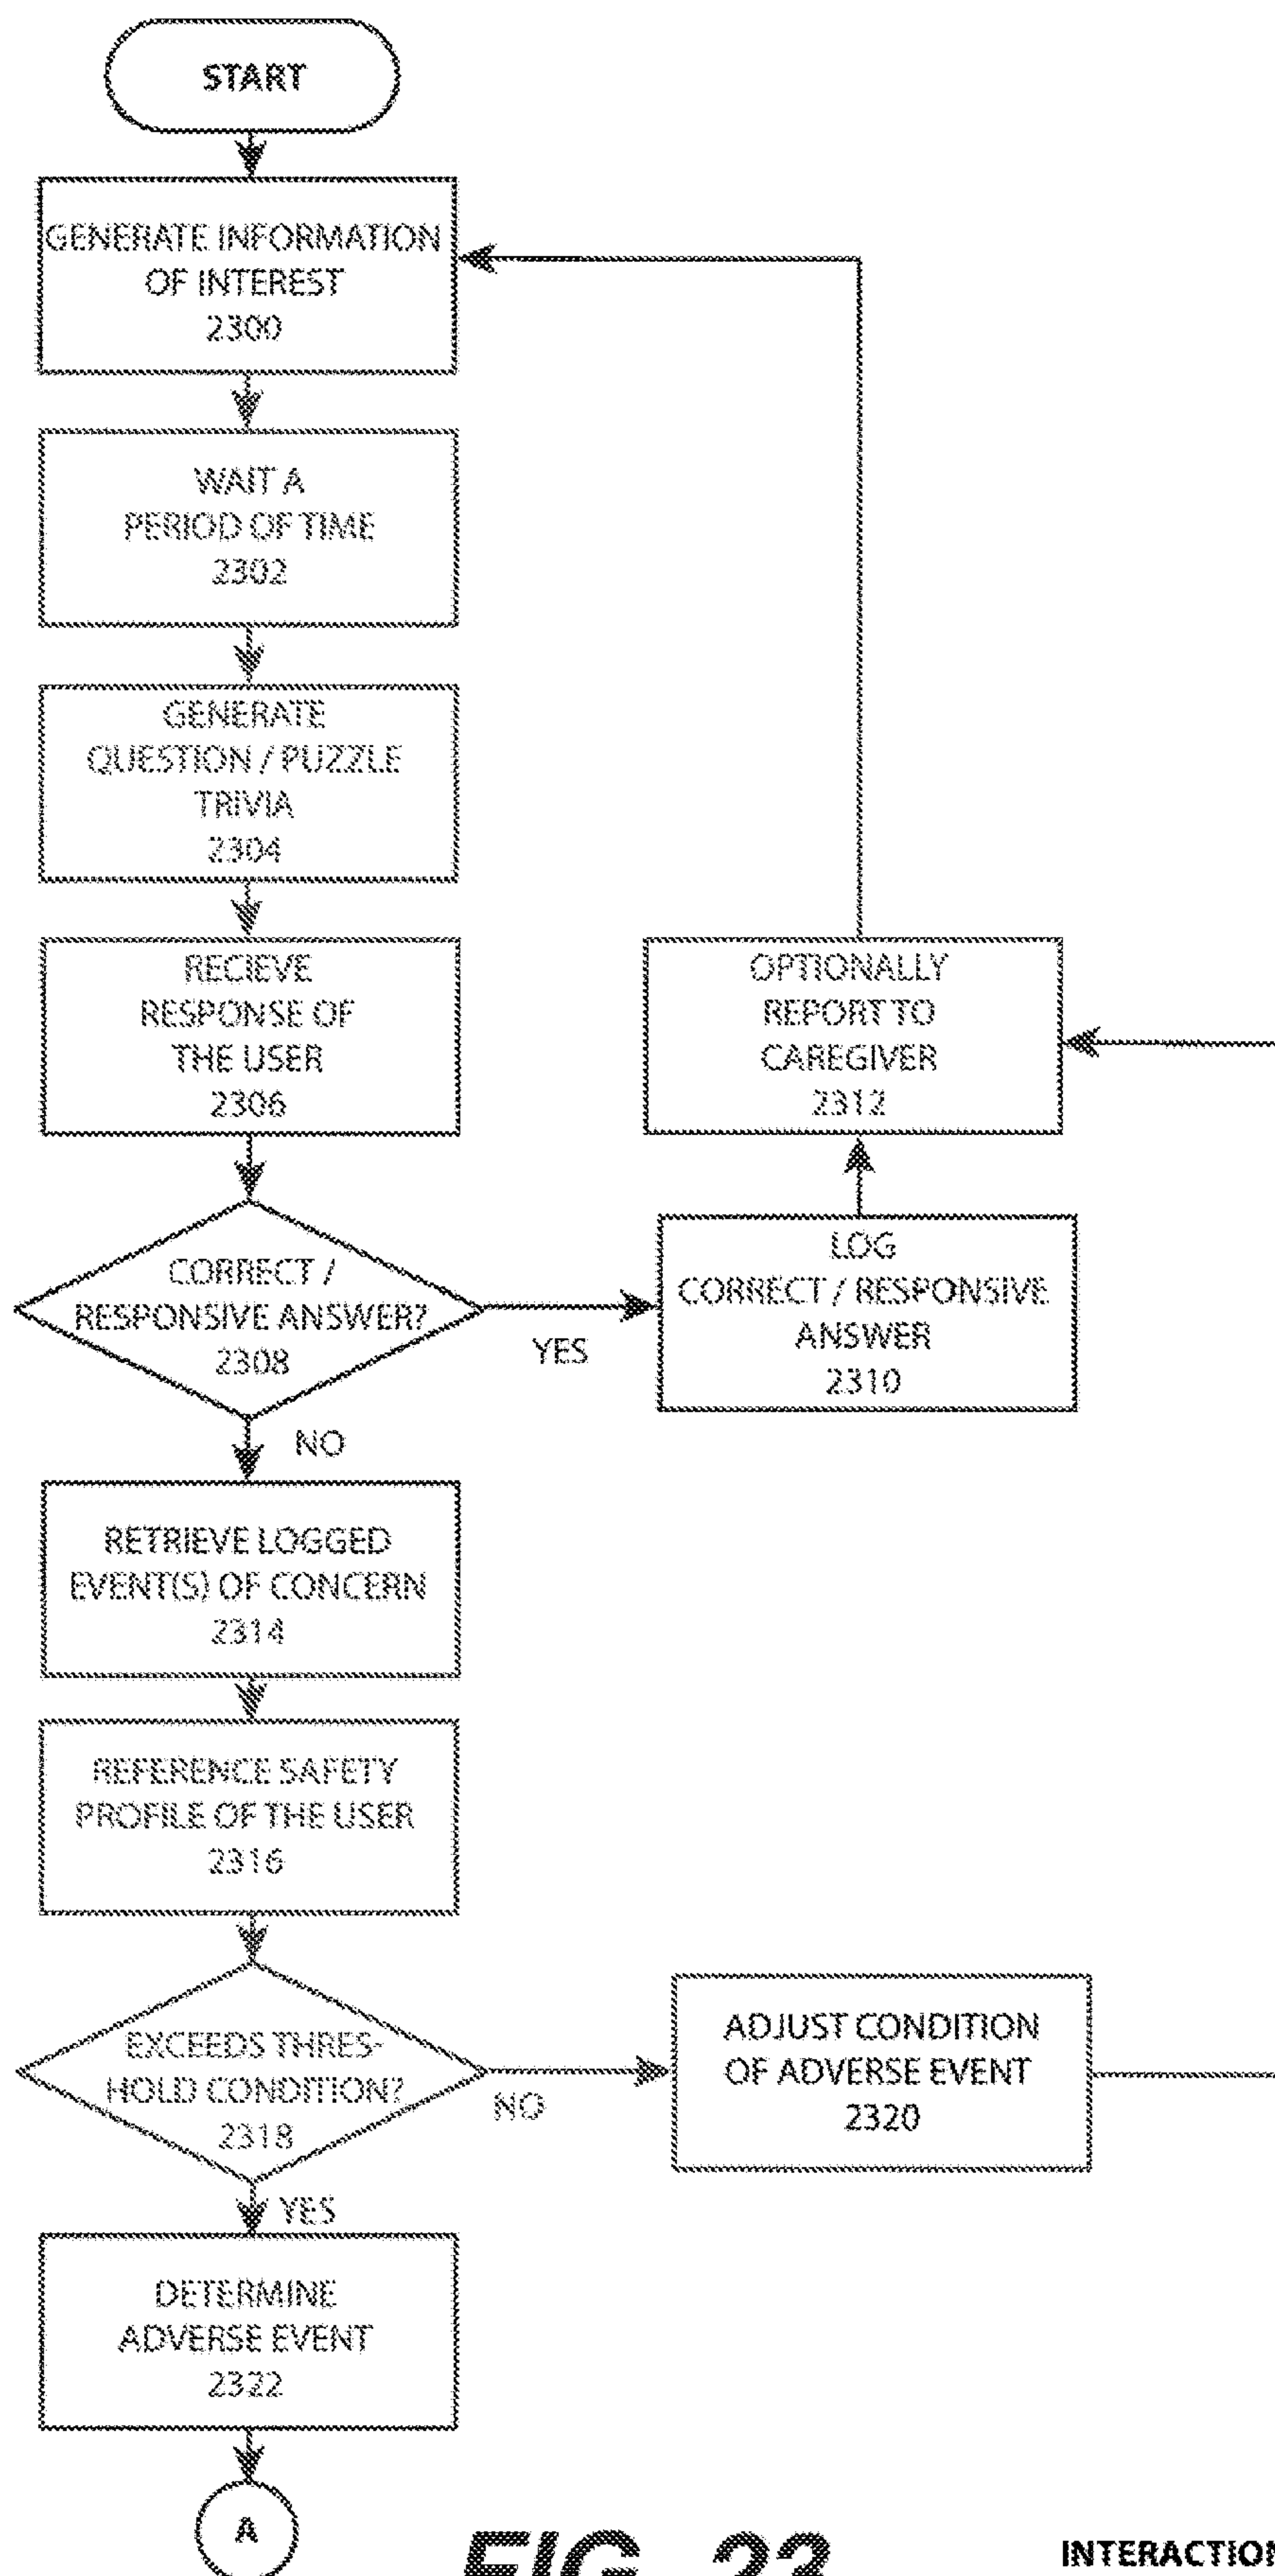 START
GENERATE INFORMATION
OF INTEREST
2300
WAIT A
PERIOD OF TIME
2302
GENERATE
QUESTION / PUZZLE
TRIVIA
2304
RECIEVE
RESPONSE OF
THE USER
2306
OPTIONALLY
REPORT TO
CAREGIVER
2312
CORRECT /
RESPONSIVE ANSWER?
2308
YES
LOG
CORRECT / RESPONSIVE
ANSWER
2310
NO
RETRIEVE LOGGED
EVENT(S) OF CONCERN
2314
REFERENCE SAFETY
PROFILE OF THE USER
2316
EXCEEDS THRES-
HOLD CONDITION?
2318
NO
ADJUST CONDITION
OF ADVERSE EVENT
2320
YES
DETERMINE
ADVERSE EVENT
2322
A
FIG. 23
INTERACTION